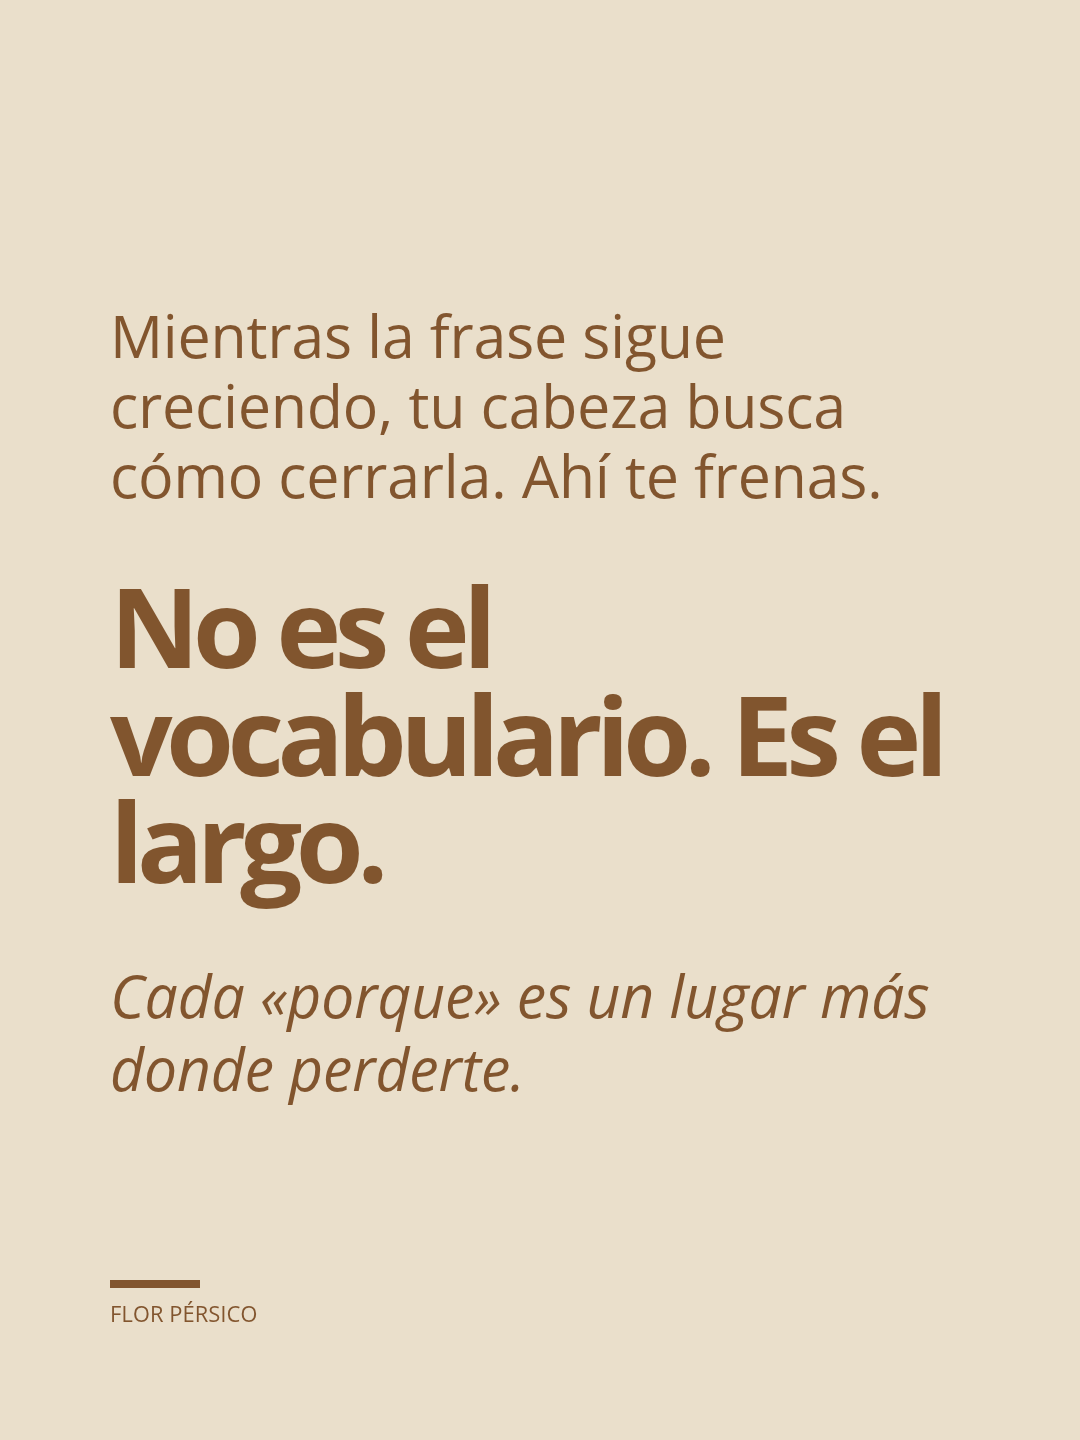 Mientras la frase sigue
creciendo, tu cabeza busca
cómo cerrarla. Ahí te frenas.
No es el
vocabulario. Es el
largo.
Cada «porque» es un lugar más
donde perderte.
FLOR PÉRSICO